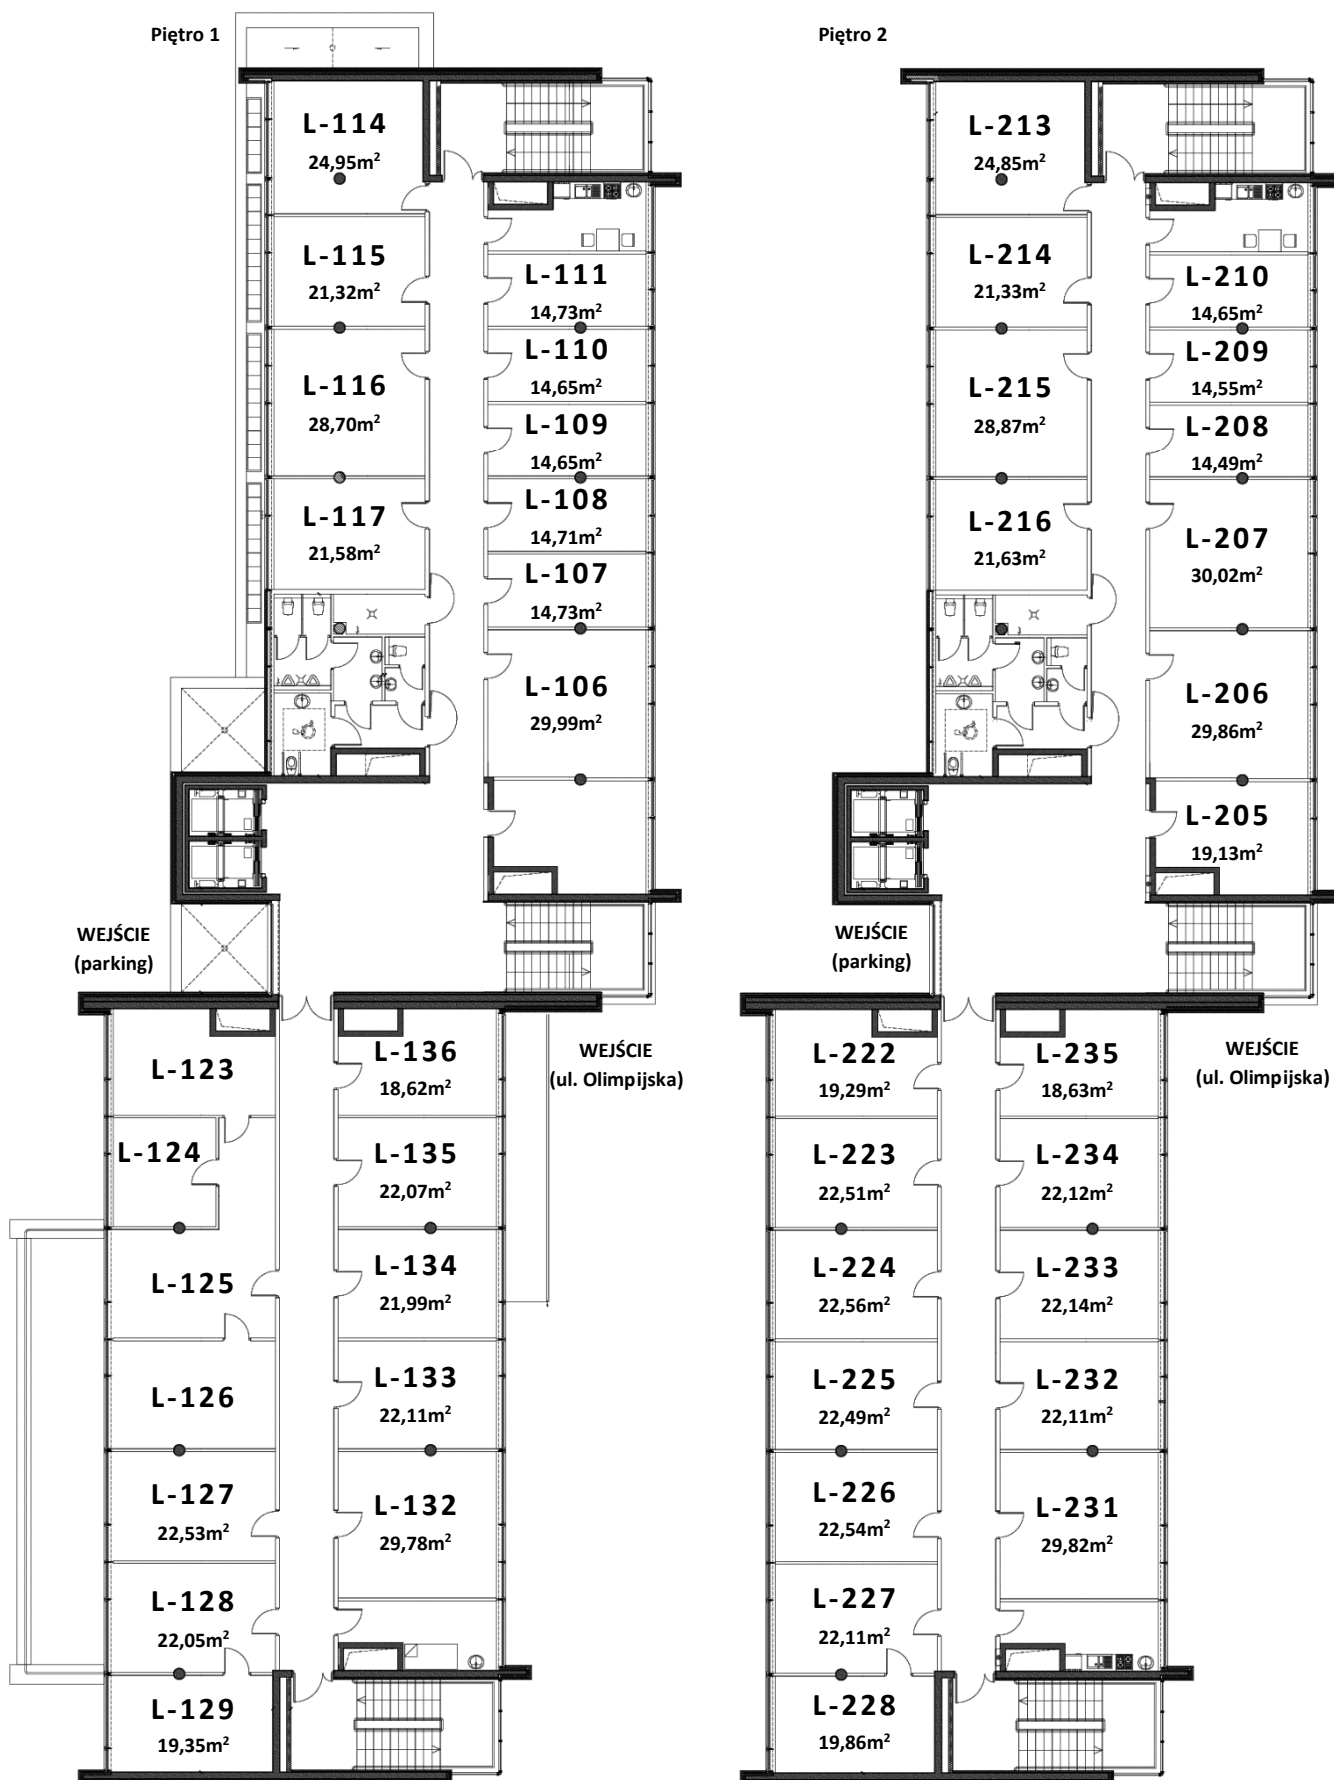 Piętro 1
L-114
24,95m²
L-115
21,32m²
L-116
28,70m²
L-117
21,58m²
L-111
14,73m²
L-110
14,65m²
L-109
14,65m²
L-108
14,71m²
L-107
14,73m²
L-106
29,99m²
WEJŚCIE
(parking)
WEJŚCIE
(ul. Olimpijska)
L-123
L-124
L-125
L-126
L-127
22,53m²
L-128
22,05m²
L-129
19,35m²
L-136
18,62m²
L-135
22,07m²
L-134
21,99m²
L-133
22,11m²
L-132
29,78m²
Piętro 2
L-213
24,85m²
L-214
21,33m²
L-215
28,87m²
L-216
21,63m²
L-210
14,65m²
L-209
14,55m²
L-208
14,49m²
L-207
30,02m²
L-206
29,86m²
L-205
19,13m²
WEJŚCIE
(parking)
WEJŚCIE
(ul. Olimpijska)
L-222
19,29m²
L-223
22,51m²
L-224
22,56m²
L-225
22,49m²
L-226
22,54m²
L-227
22,11m²
L-228
19,86m²
L-235
18,63m²
L-234
22,12m²
L-233
22,14m²
L-232
22,11m²
L-231
29,82m²